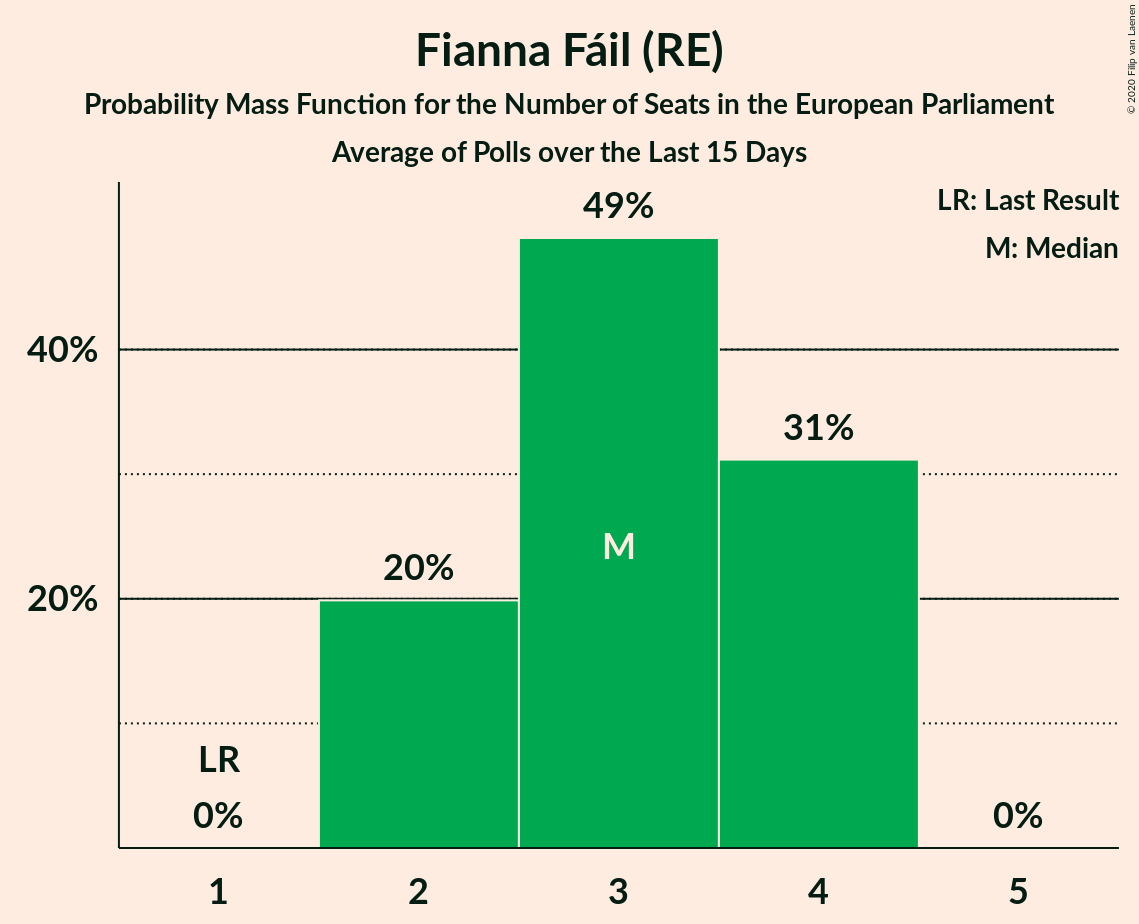 Fianna Fáil (RE)
Probability Mass Function for the Number of Seats in the European Parliament
Average of Polls over the Last 15 Days
© 2020 Filip van Laenen
LR: Last Result
M: Median
49%
40%
31%
M
20%
20%
LR
0%
0%
1
2
3
4
5